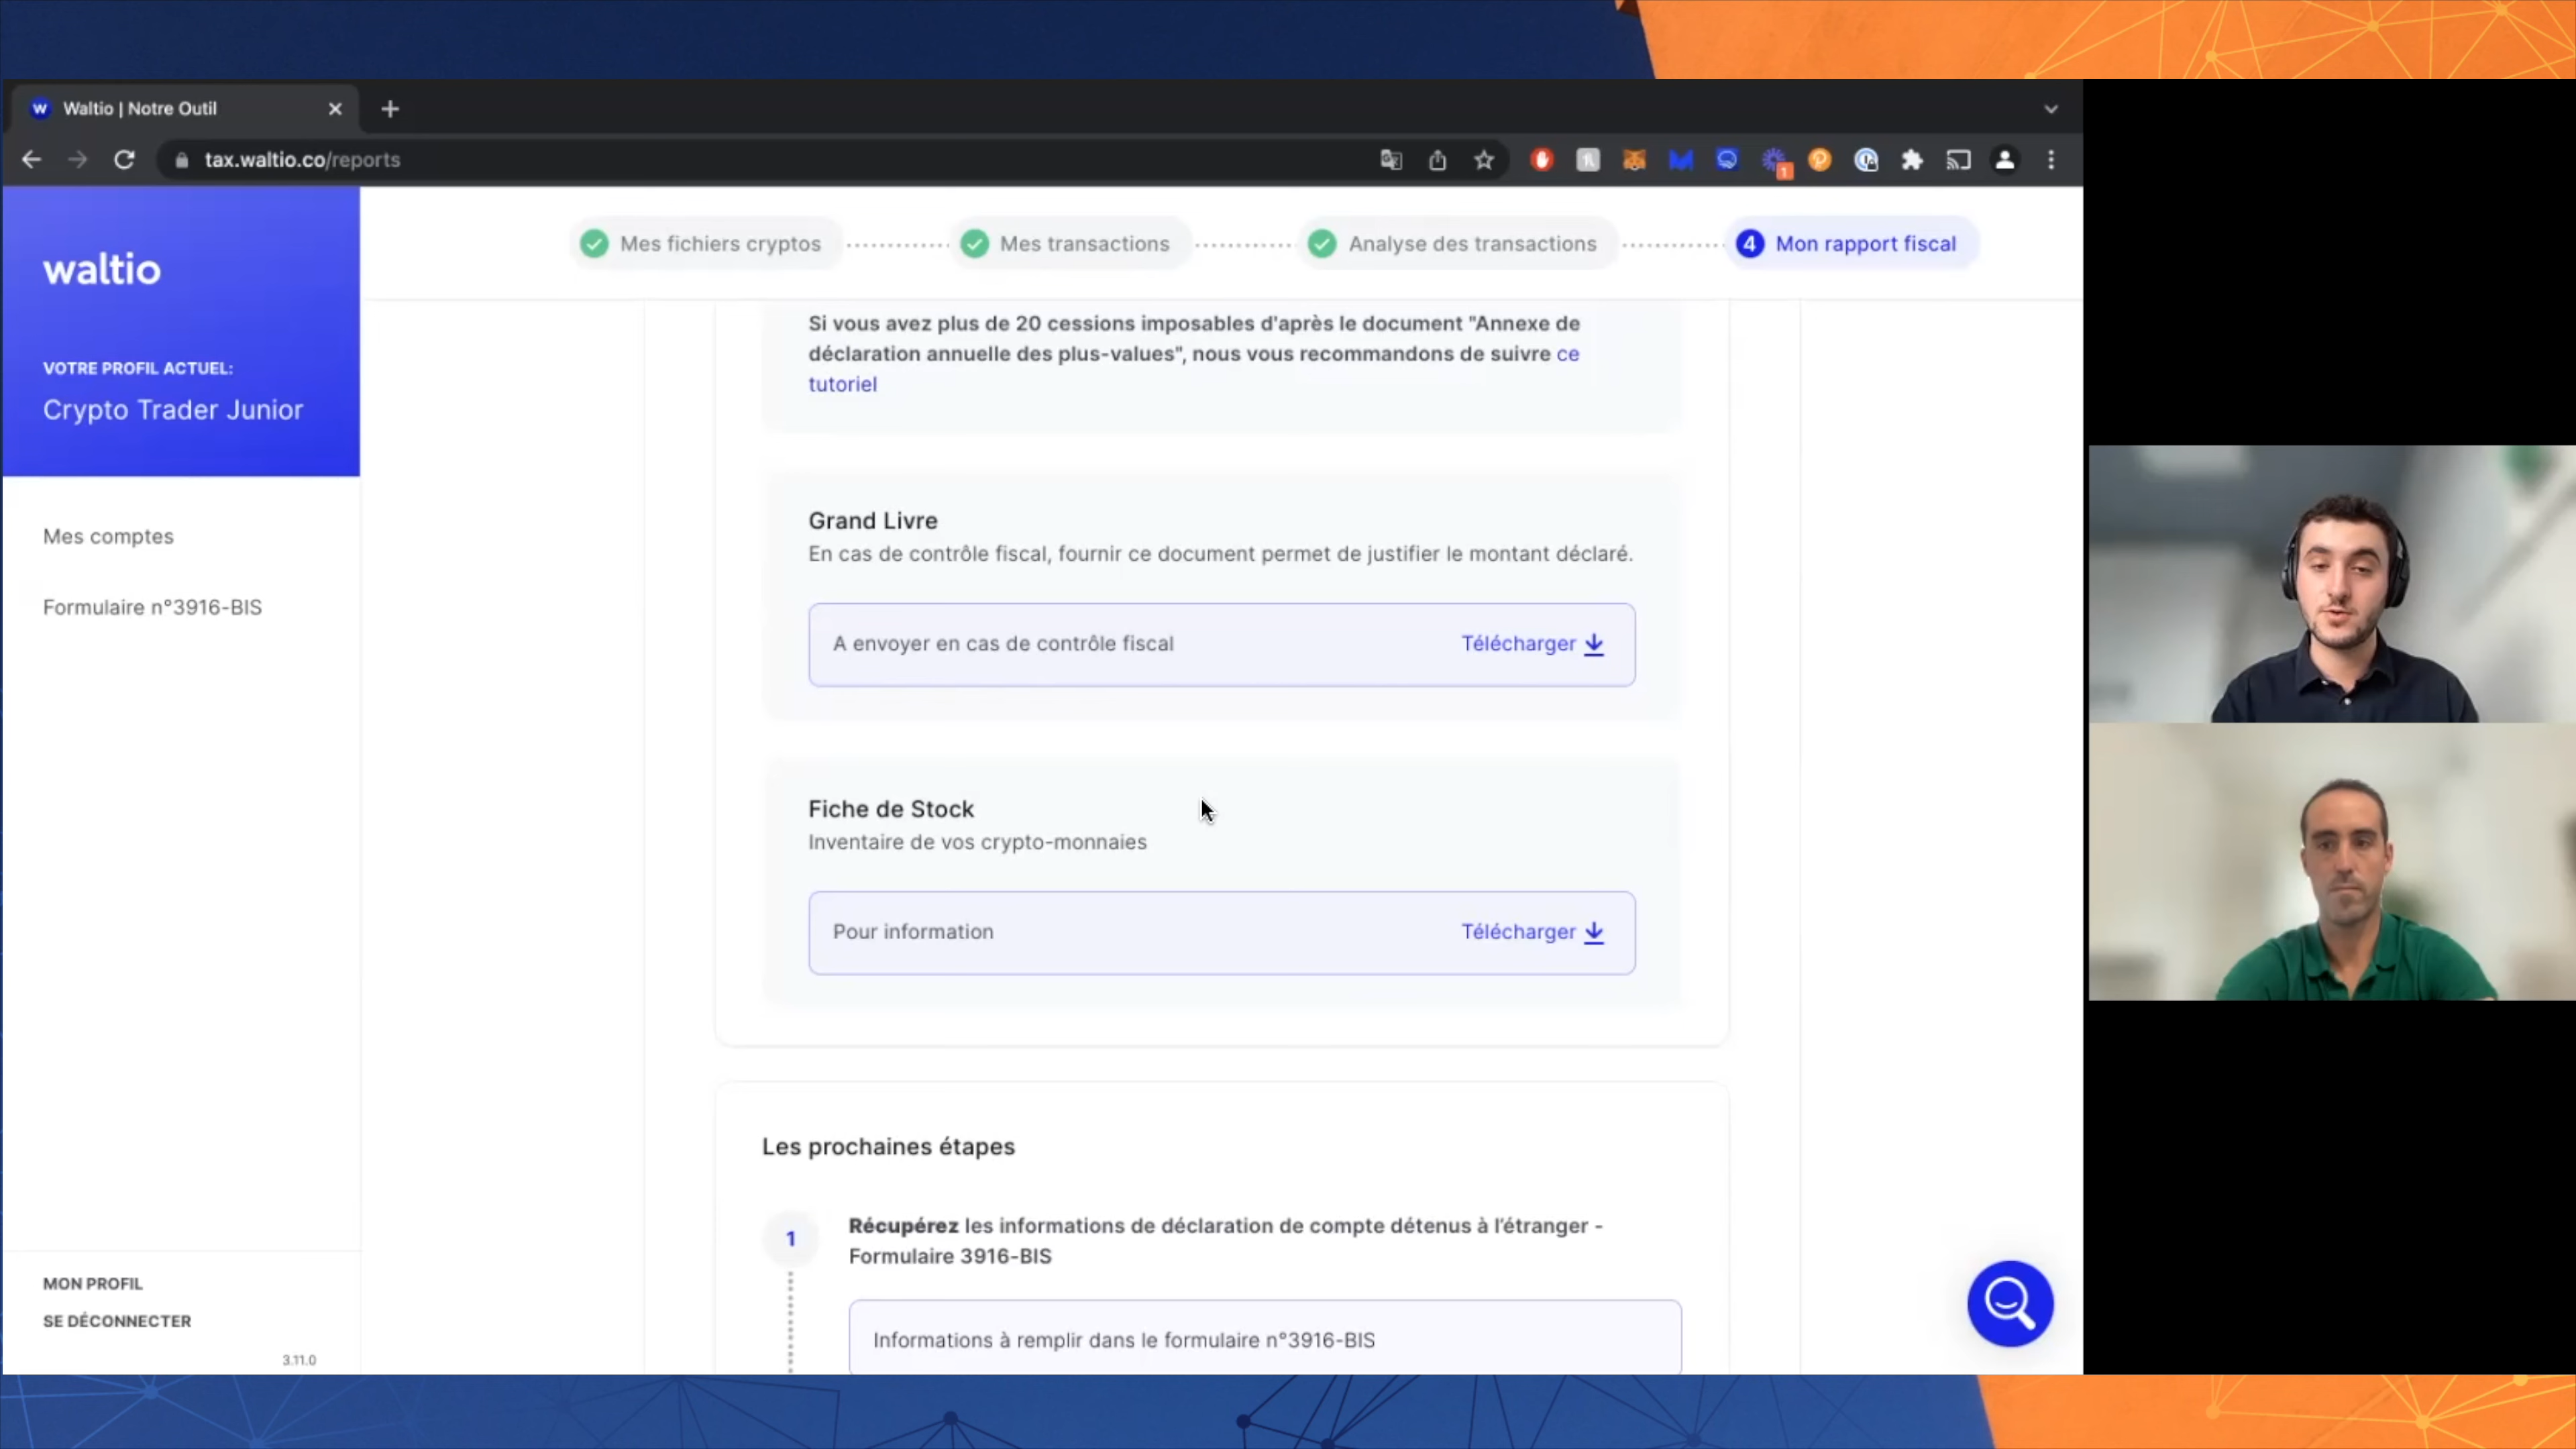 Waltio | Notre Outil
tax.waltio.co/reports
1
waltio
VOTRE PROFIL ACTUEL:
Crypto Trader Junior
Mes comptes
Formulaire n°3916-BIS
MON PROFIL
SE DÉCONNECTER
3.11.0
Mes fichiers cryptos
Mes transactions
Analyse des transactions
4 Mon rapport fiscal
Si vous avez plus de 20 cessions imposables d'après le document "Annexe de
déclaration annuelle des plus-values", nous vous recommandons de suivre ce
tutoriel
Grand Livre
En cas de contrôle fiscal, fournir ce document permet de justifier le montant déclaré.
A envoyer en cas de contrôle fiscal Télécharger
Fiche de Stock
Inventaire de vos crypto-monnaies
Pour information Télécharger
Les prochaines étapes
1
Récupérez les informations de déclaration de compte détenus à l'étranger -
Formulaire 3916-BIS
Informations à remplir dans le formulaire n°3916-BIS